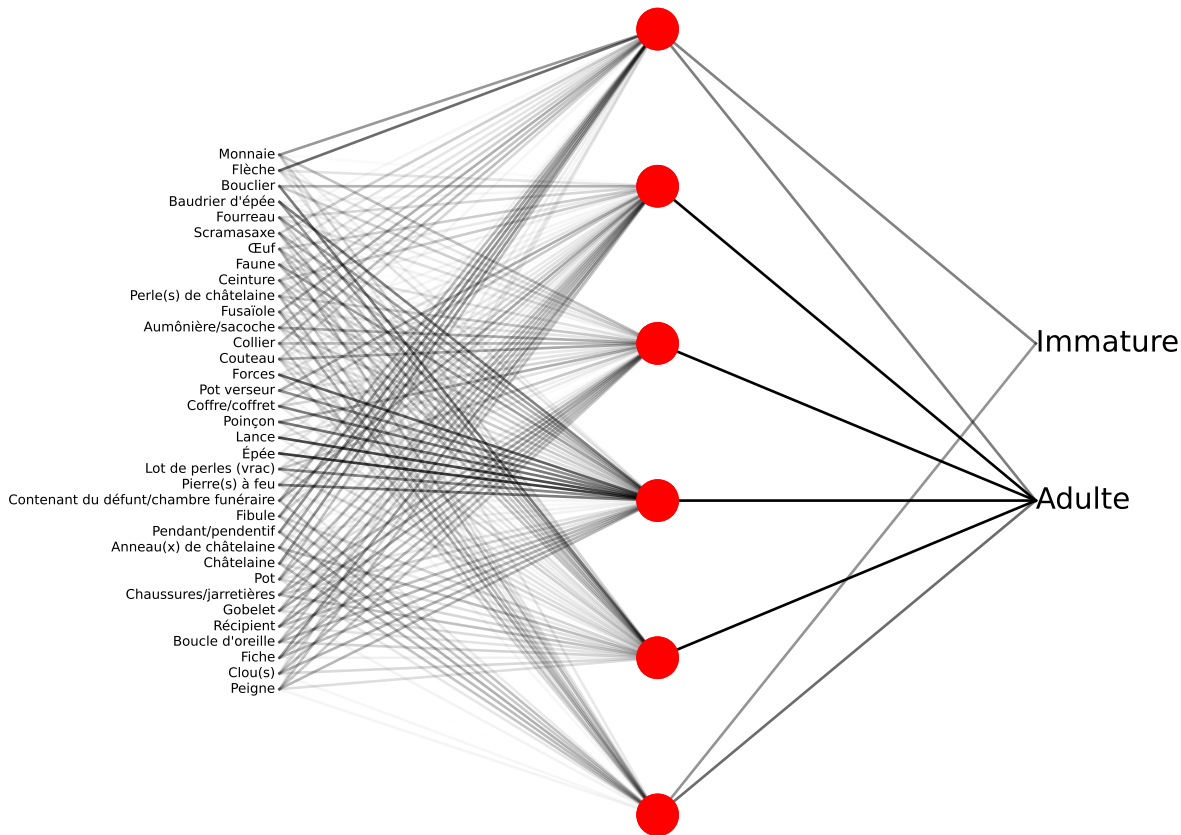 Monnaie
Flèche
Bouclier
Baudrier d'épée
Fourreau
Scramasaxe
Œuf
Faune
Ceinture
Perle(s) de châtelaine
Fusaïole
Aumônière/sacoche
Collier
Couteau
Forces
Pot verseur
Coffre/coffret
Poinçon
Lance
Épée
Lot de perles (vrac)
Pierre(s) à feu
Contenant du défunt/chambre funéraire
Fibule
Pendant/pendentif
Anneau(x) de châtelaine
Châtelaine
Pot
Chaussures/jarretières
Gobelet
Récipient
Boucle d'oreille
Fiche
Clou(s)
Peigne
Immature
Adulte